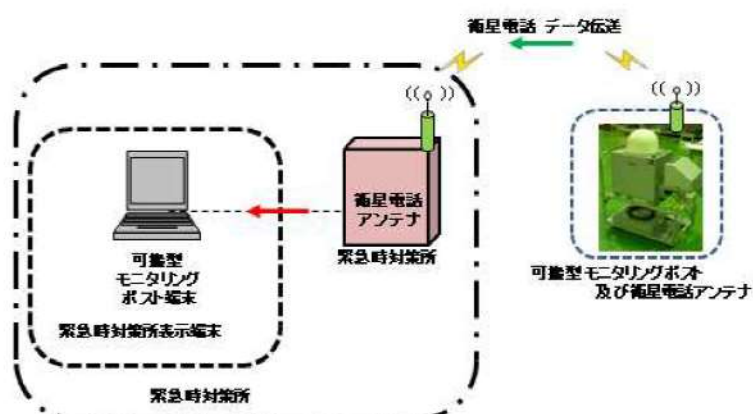 衛星電話 データ伝送
((　))
((　))
衛星電話
アンテナ
緊急時対策所
可搬型
モニタリング
ポスト端末
可搬型モニタリングポスト
及び衛星電話アンテナ
緊急時対策所表示端末
緊急時対策所